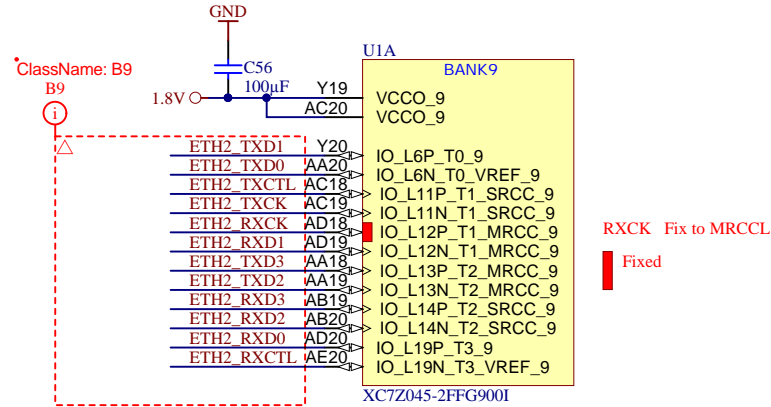 GND
U1A
ClassName: B9
B9
i
C56
100µF
1.8V
BANK9
Y19 VCCO_9
AC20 VCCO_9
ETH2_TXD1 Y20 IO_L6P_T0_9
ETH2_TXD0 AA20 IO_L6N_T0_VREF_9
ETH2_TXCTL AC18 IO_L11P_T1_SRCC_9
ETH2_TXCK AC19 IO_L11N_T1_SRCC_9
ETH2_RXCK AD18 IO_L12P_T1_MRCC_9
ETH2_RXD1 AD19 IO_L12N_T1_MRCC_9
ETH2_TXD3 AA18 IO_L13P_T2_MRCC_9
ETH2_TXD2 AA19 IO_L13N_T2_MRCC_9
ETH2_RXD3 AB19 IO_L14P_T2_SRCC_9
ETH2_RXD2 AB20 IO_L14N_T2_SRCC_9
ETH2_RXD0 AD20 IO_L19P_T3_9
ETH2_RXCTL AE20 IO_L19N_T3_VREF_9
XC7Z045-2FFG900I
RXCK Fix to MRCCL
Fixed